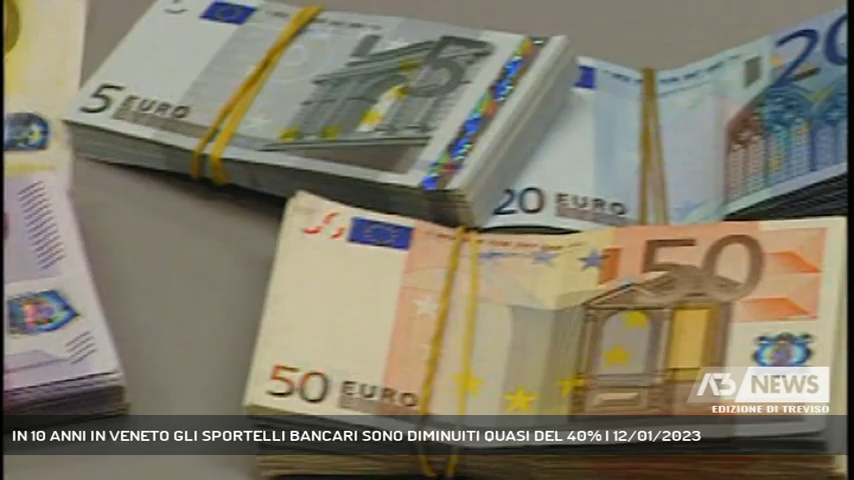 5 EURO
5
20
20 EURO
50
50 EURO
A3 NEWS
EDIZIONE DI TREVISO
IN 10 ANNI IN VENETO GLI SPORTELLI BANCARI SONO DIMINUITI QUASI DEL 40% | 12/01/2023